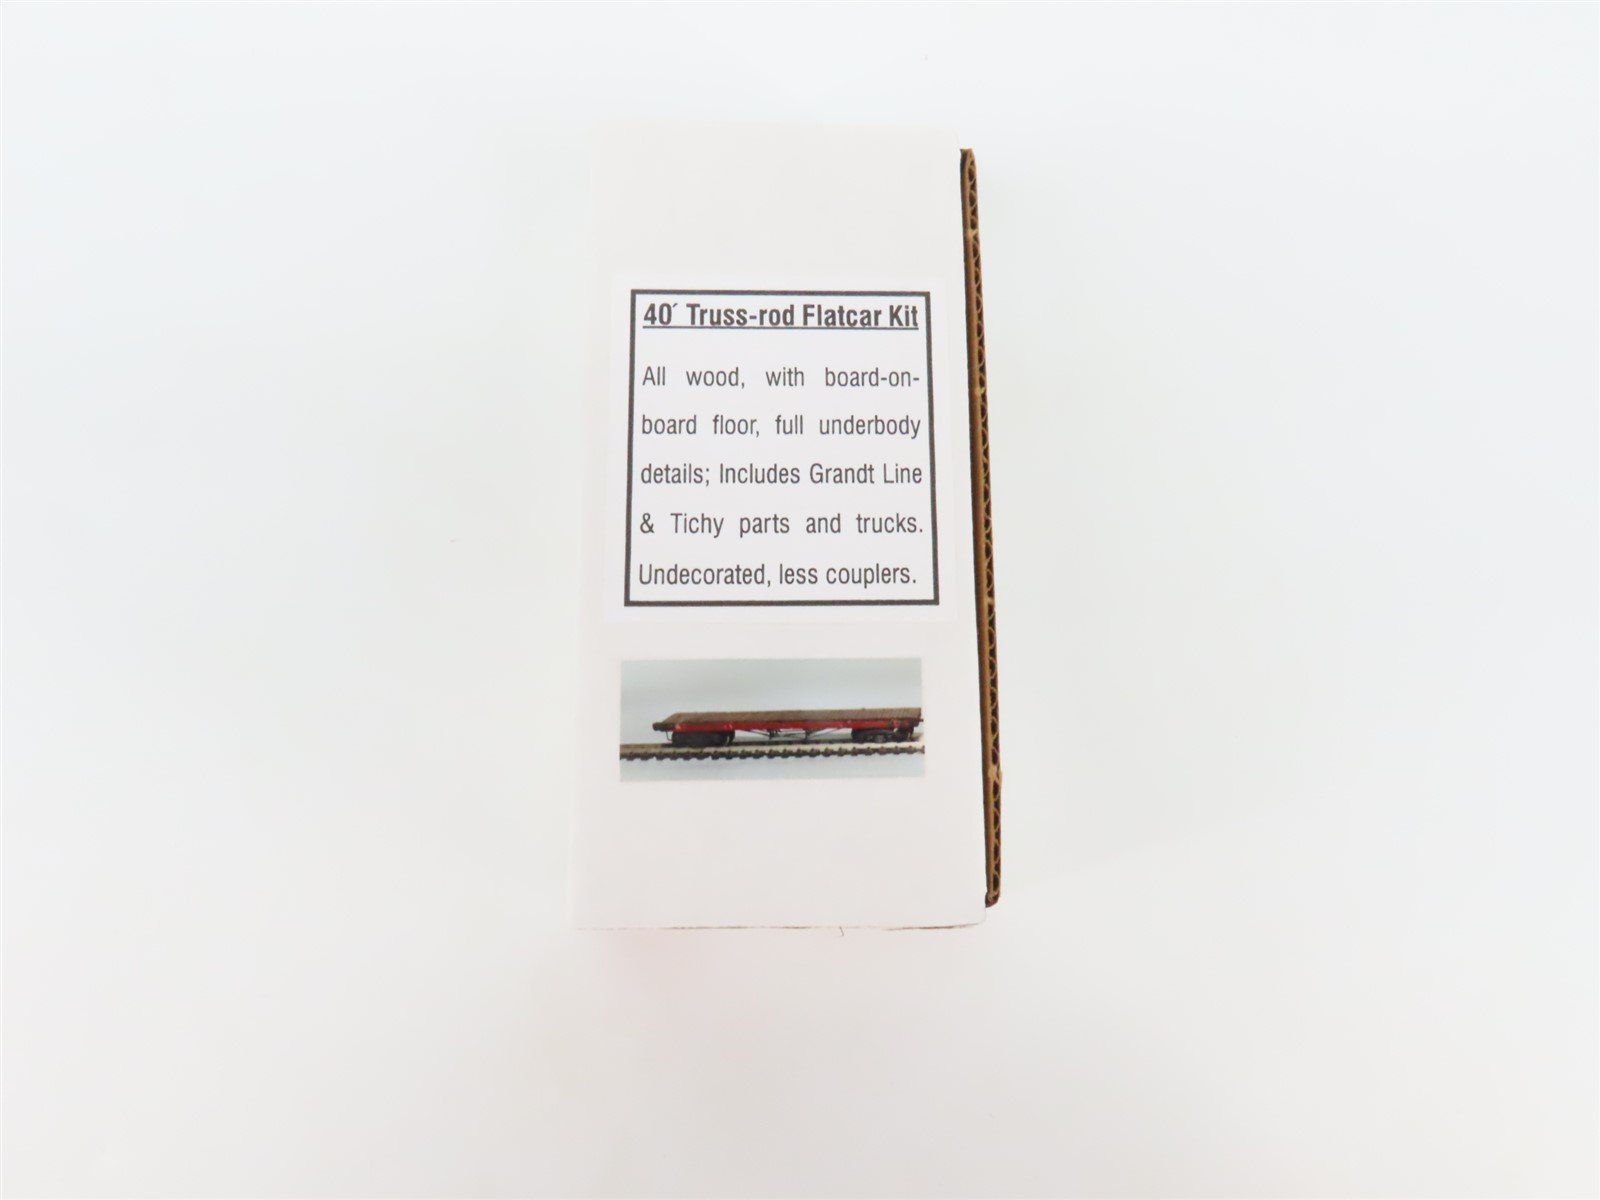 40´ Truss-rod Flatcar Kit
All wood, with board-on-
board floor, full underbody
details; Includes Grandt Line
& Tichy parts and trucks.
Undecorated, less couplers.